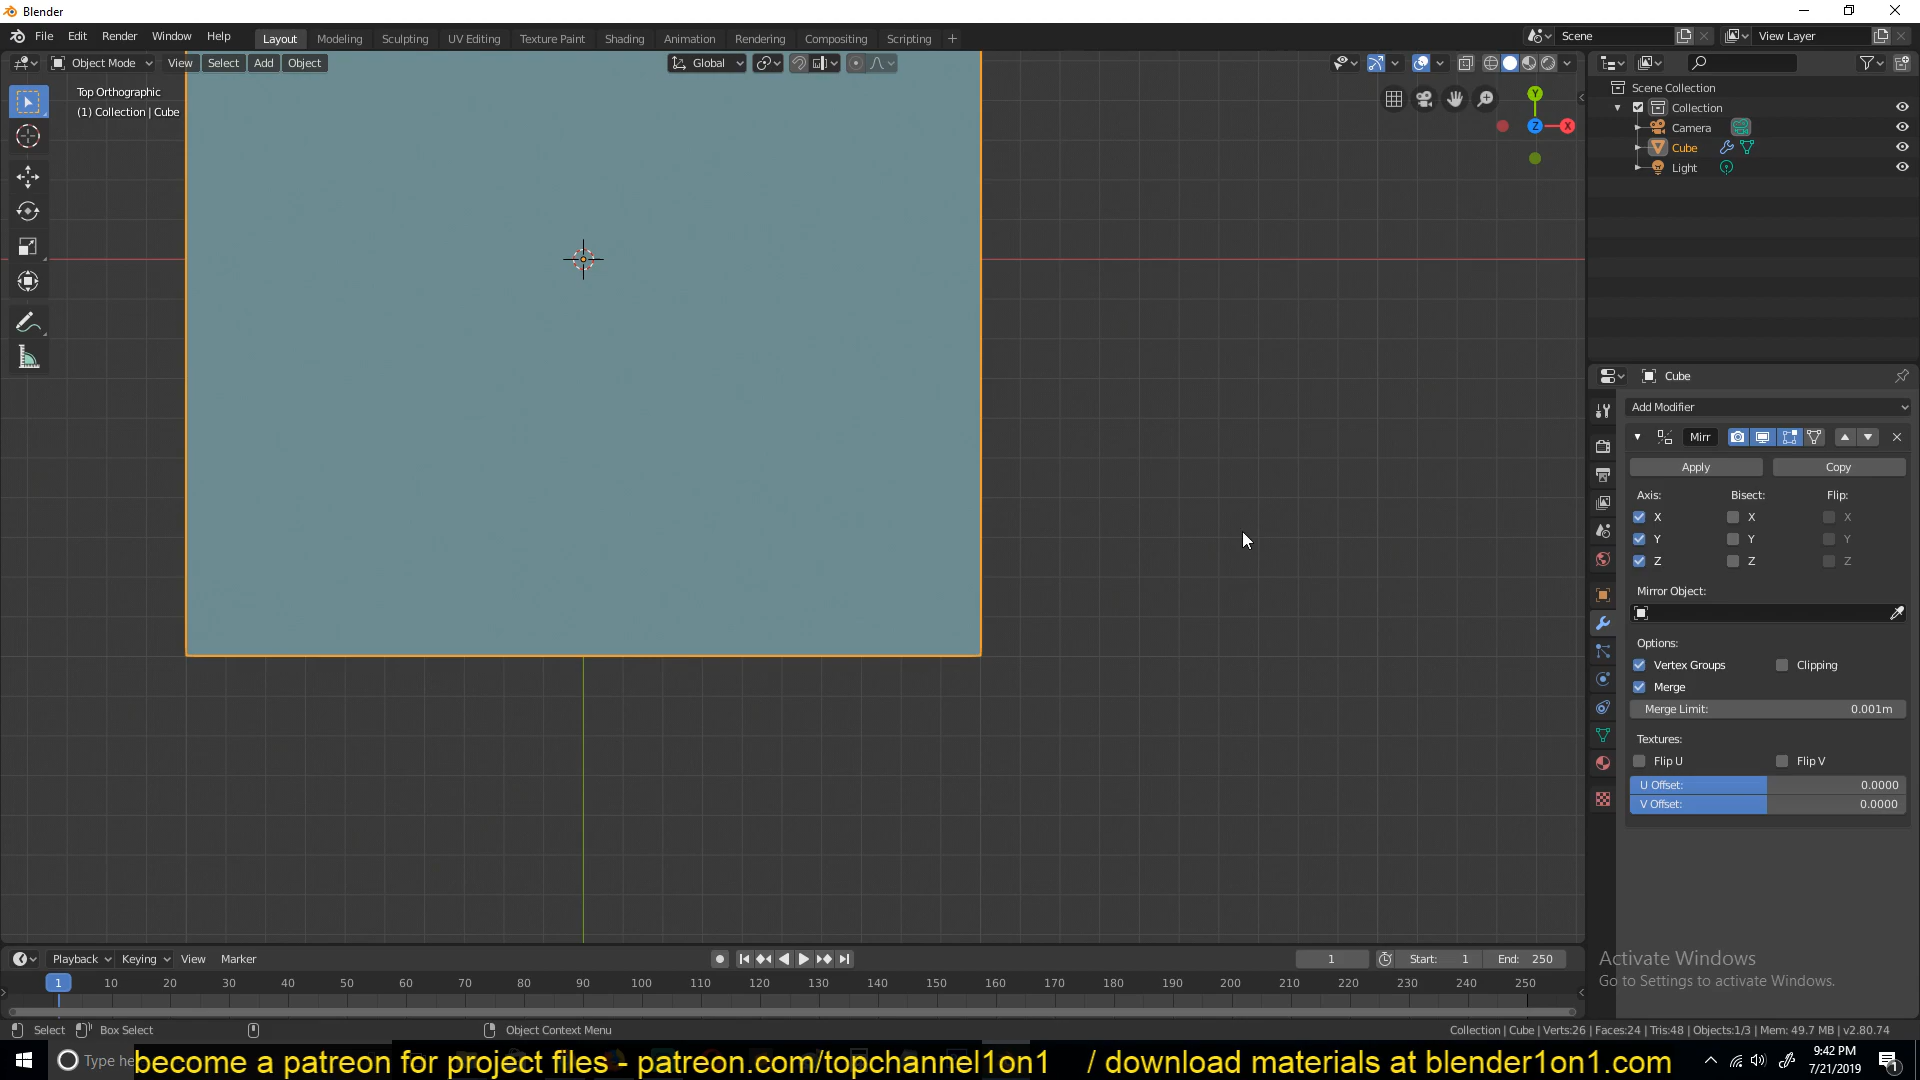 Blender
File Edit Render Window Help Layout Modeling Sculpting UV Editing Texture Paint Shading Animation Rendering Compositing Scripting + Scene View Layer
Object Mode View Select Add Object Global
Top Orthographic
(1) Collection | Cube
Y
Z X
Scene Collection
Collection
Camera
Cube
Light
Cube
Add Modifier
Mirr
Apply Copy
Axis: Bisect: Flip:
X X X
Y Y Y
Z Z Z
Mirror Object:
Options:
Vertex Groups Clipping
Merge
Merge Limit: 0.001m
Textures:
Flip U Flip V
U Offset: 0.0000
V Offset: 0.0000
Activate Windows
Go to Settings to activate Windows.
Playback Keying View Marker 1 Start: 1 End: 250
1 10 20 30 40 50 60 70 80 90 100 110 120 130 140 150 160 170 180 190 200 210 220 230 240 250
Select Box Select Object Context Menu Collection | Cube | Verts:26 | Faces:24 | Tris:48 | Objects:1/3 | Mem: 49.7 MB | v2.80.74
Type he
become a patreon for project files - patreon.com/topchannel1on1 / download materials at blender1on1.com
9:42 PM
7/21/2019
1